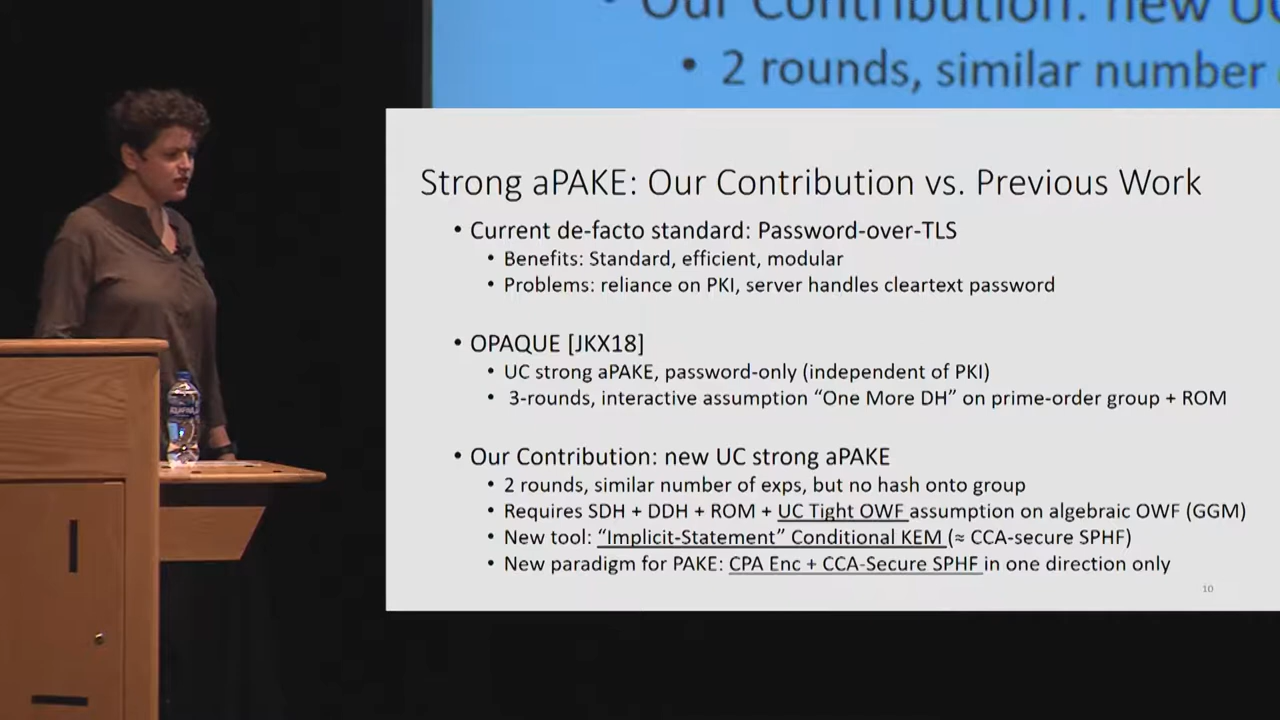 Our Contribution: new UC
• 2 rounds, similar number
Strong aPAKE: Our Contribution vs. Previous Work
• Current de-facto standard: Password-over-TLS
• Benefits: Standard, efficient, modular
• Problems: reliance on PKI, server handles cleartext password
• OPAQUE [JKX18]
• UC strong aPAKE, password-only (independent of PKI)
• 3-rounds, interactive assumption “One More DH” on prime-order group + ROM
• Our Contribution: new UC strong aPAKE
• 2 rounds, similar number of exps, but no hash onto group
• Requires SDH + DDH + ROM + UC Tight OWF assumption on algebraic OWF (GGM)
• New tool: “Implicit-Statement” Conditional KEM (≈ CCA-secure SPHF)
• New paradigm for PAKE: CPA Enc + CCA-Secure SPHF in one direction only
10
AQUAFINA